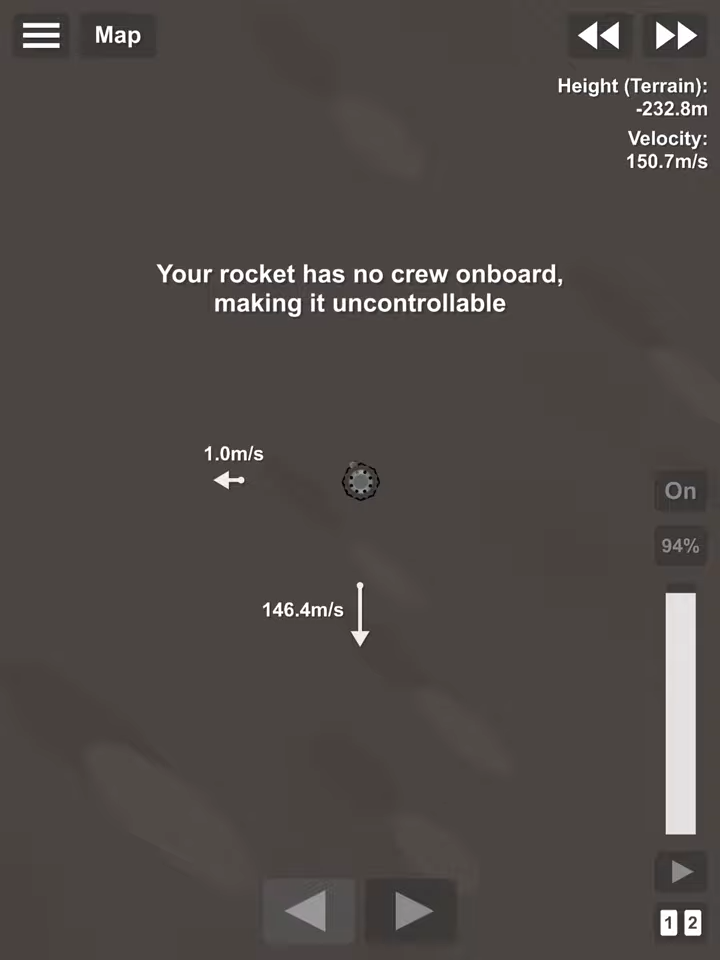 Map
Height (Terrain):
-232.8m
Velocity:
150.7m/s
Your rocket has no crew onboard,
making it uncontrollable
1.0m/s
On
94%
146.4m/s
1 2